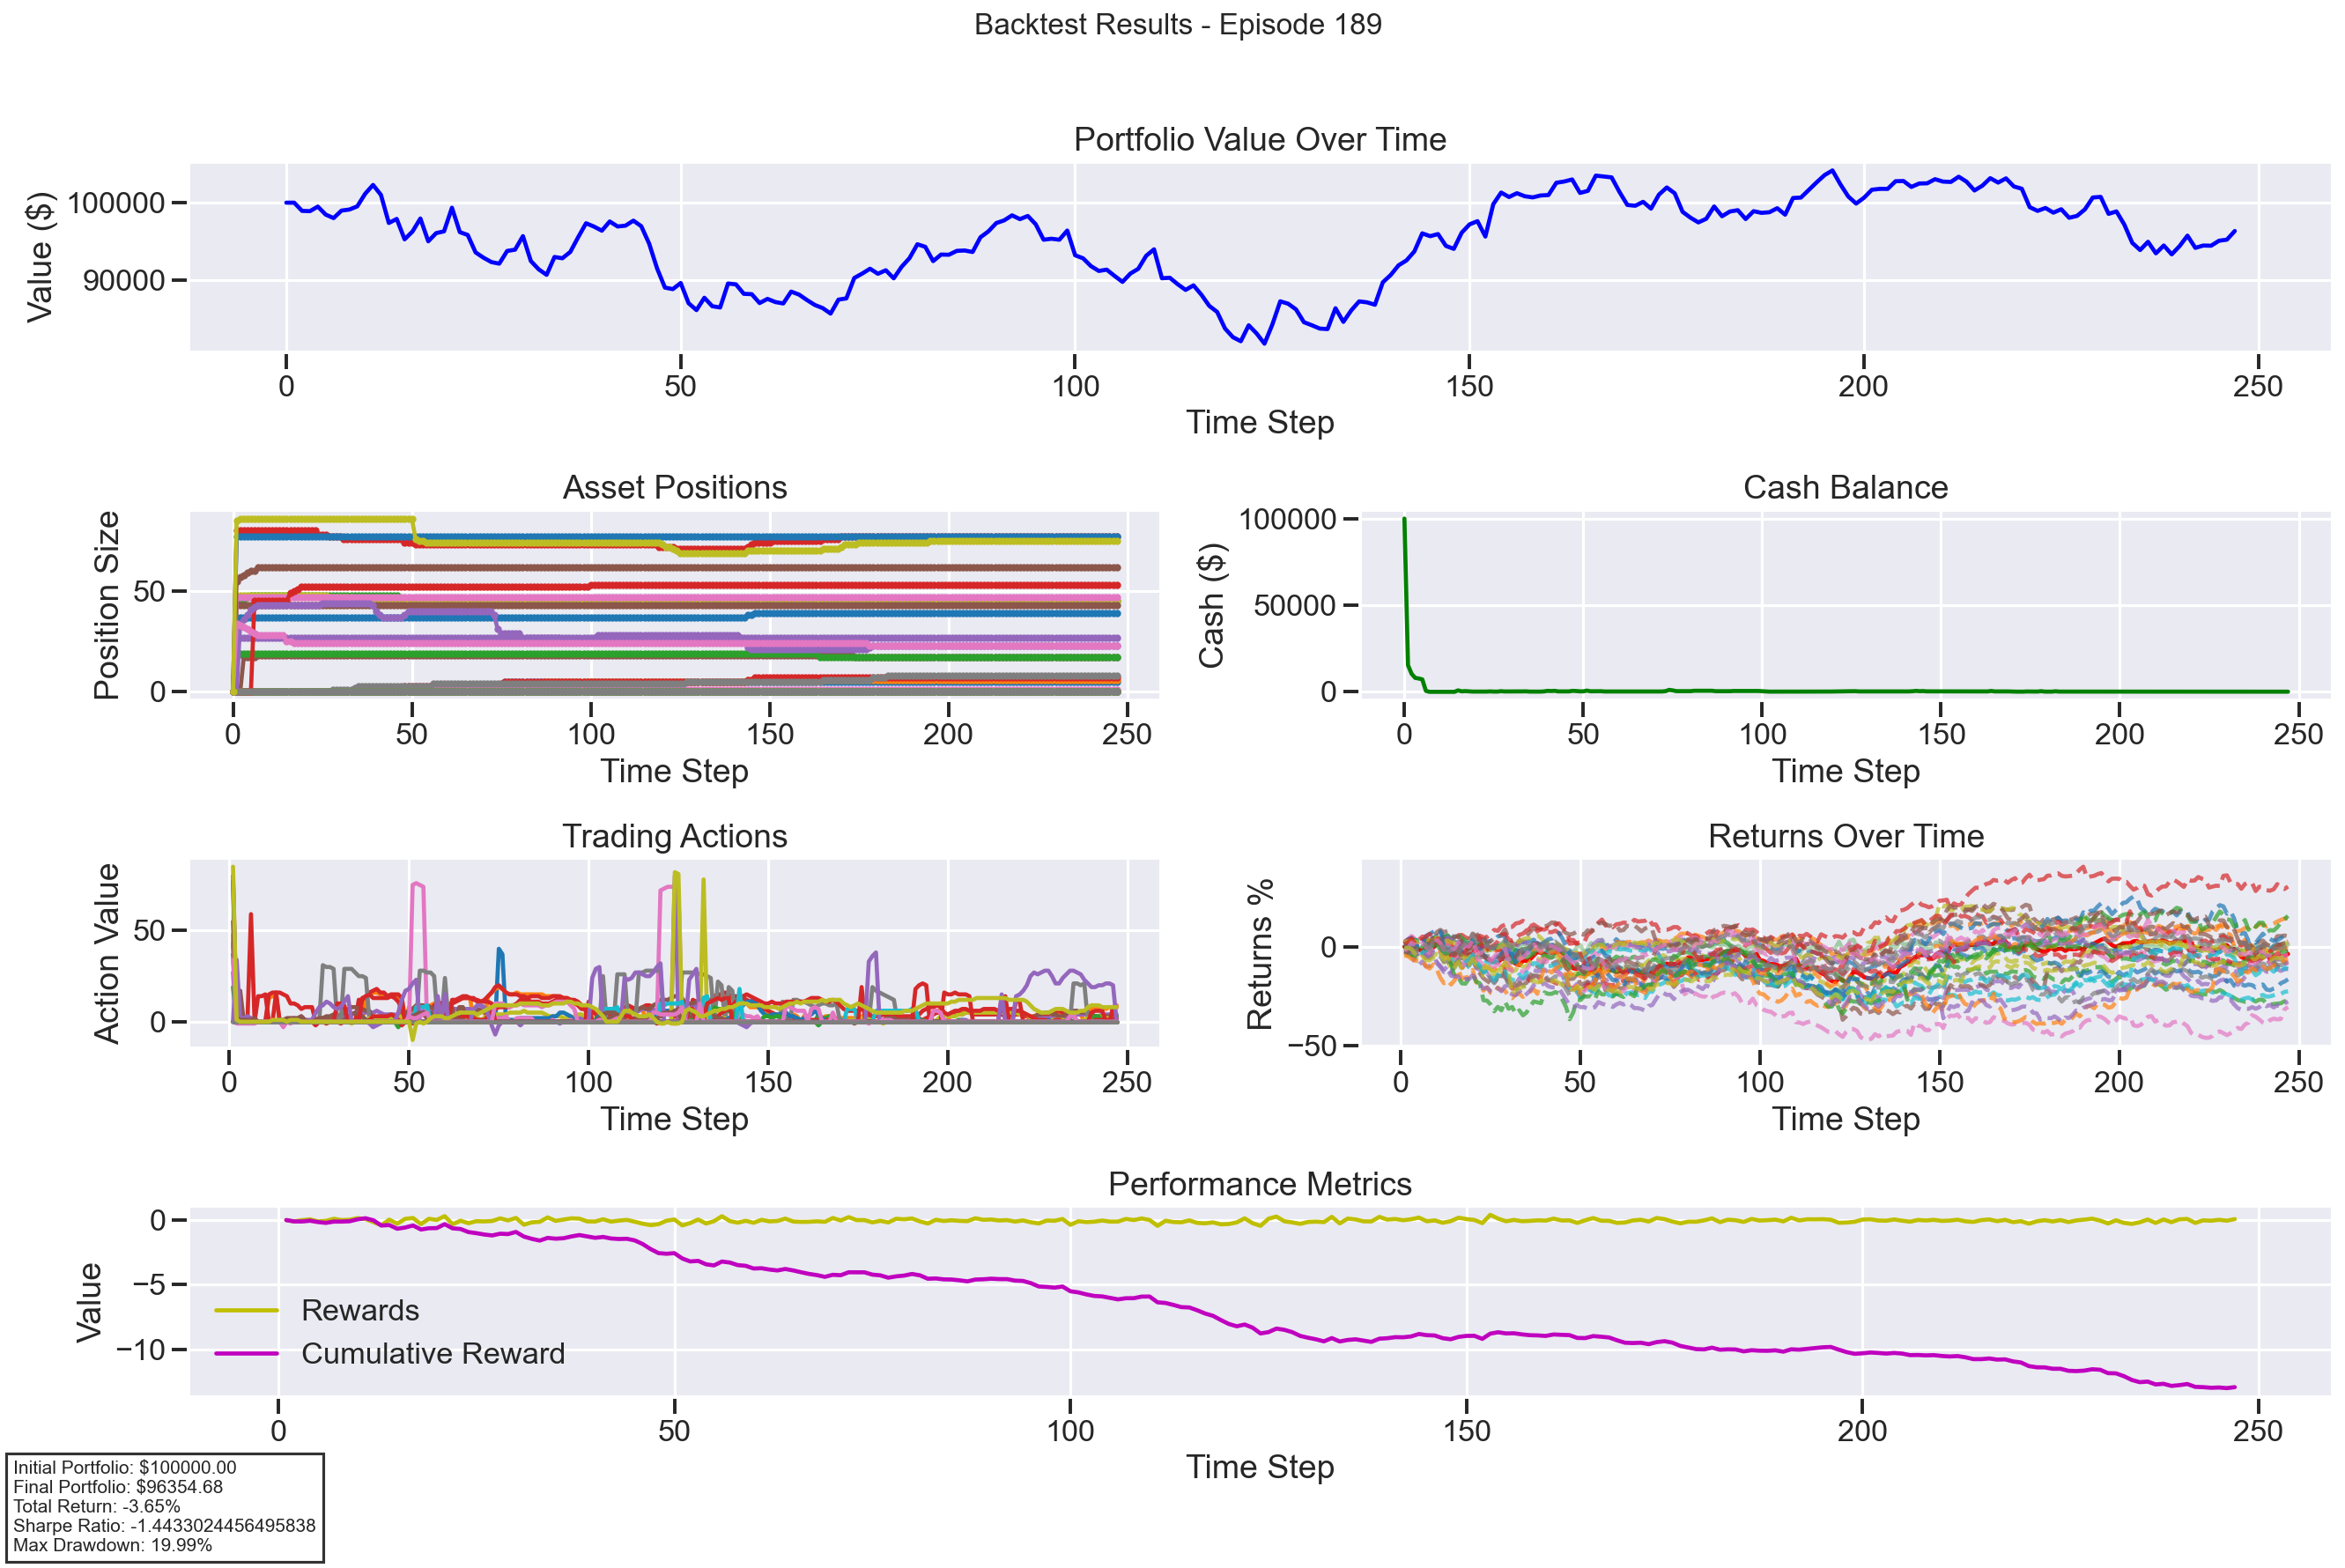 Backtest Results - Episode 189
Portfolio Value Over Time
Value ($)
100000
90000
0 50 100 150 200 250
Time Step
Asset Positions
Position Size
50
0
0 50 100 150 200 250
Time Step
Cash Balance
Cash ($)
100000
50000
0
0 50 100 150 200 250
Time Step
Trading Actions
Action Value
50
0
0 50 100 150 200 250
Time Step
Returns Over Time
Returns %
0
−50
0 50 100 150 200 250
Time Step
Performance Metrics
Value
0
−5
−10
Rewards
Cumulative Reward
0 50 100 150 200 250
Time Step
Initial Portfolio: $100000.00
Final Portfolio: $96354.68
Total Return: -3.65%
Sharpe Ratio: -1.4433024456495838
Max Drawdown: 19.99%